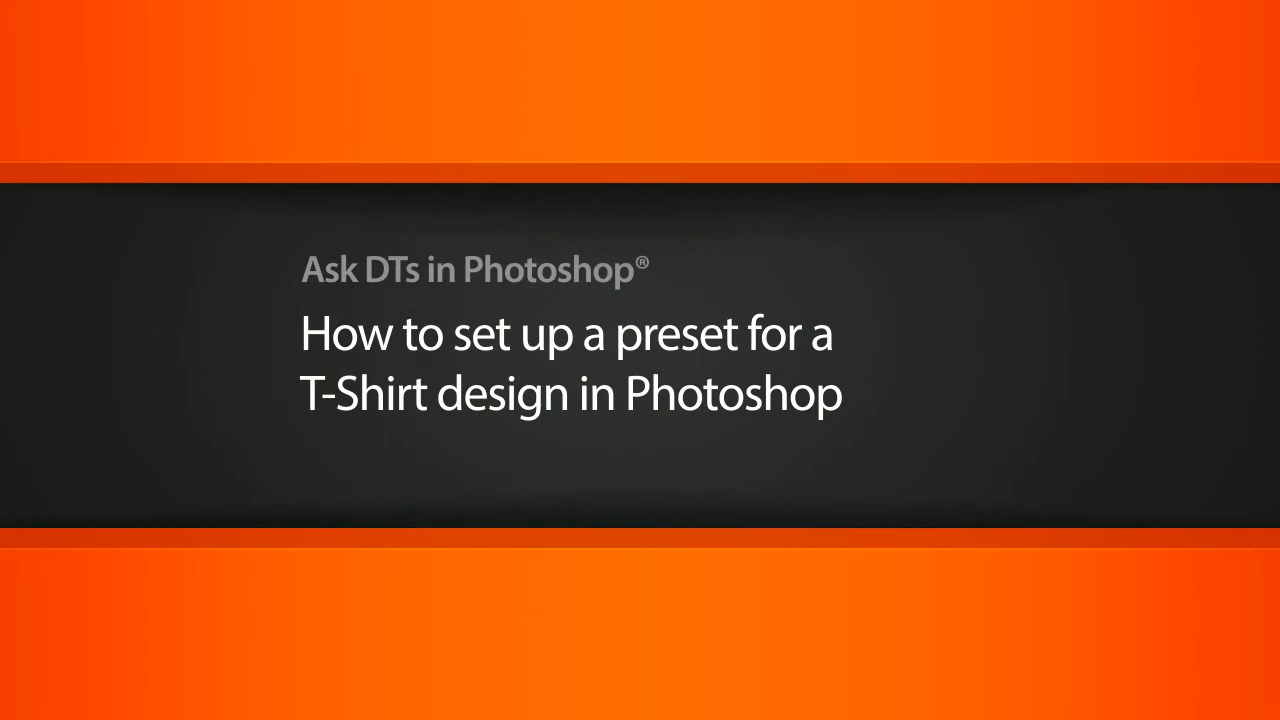 Ask DTs in Photoshop®
How to set up a preset for a
T-Shirt design in Photoshop